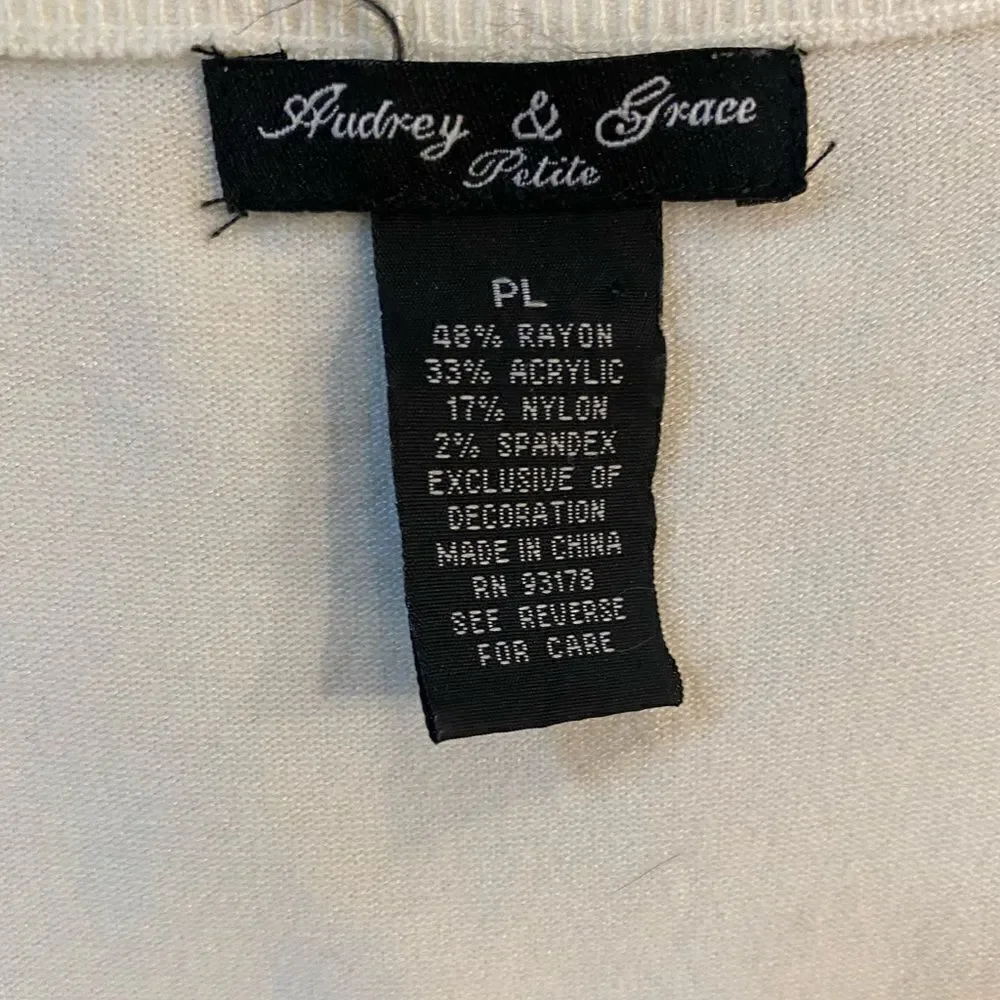 Audrey & Grace
Petite
PL
48% RAYON
33% ACRYLIC
17% NYLON
2% SPANDEX
EXCLUSIVE OF
DECORATION
MADE IN CHINA
RN 93178
SEE REVERSE
FOR CARE